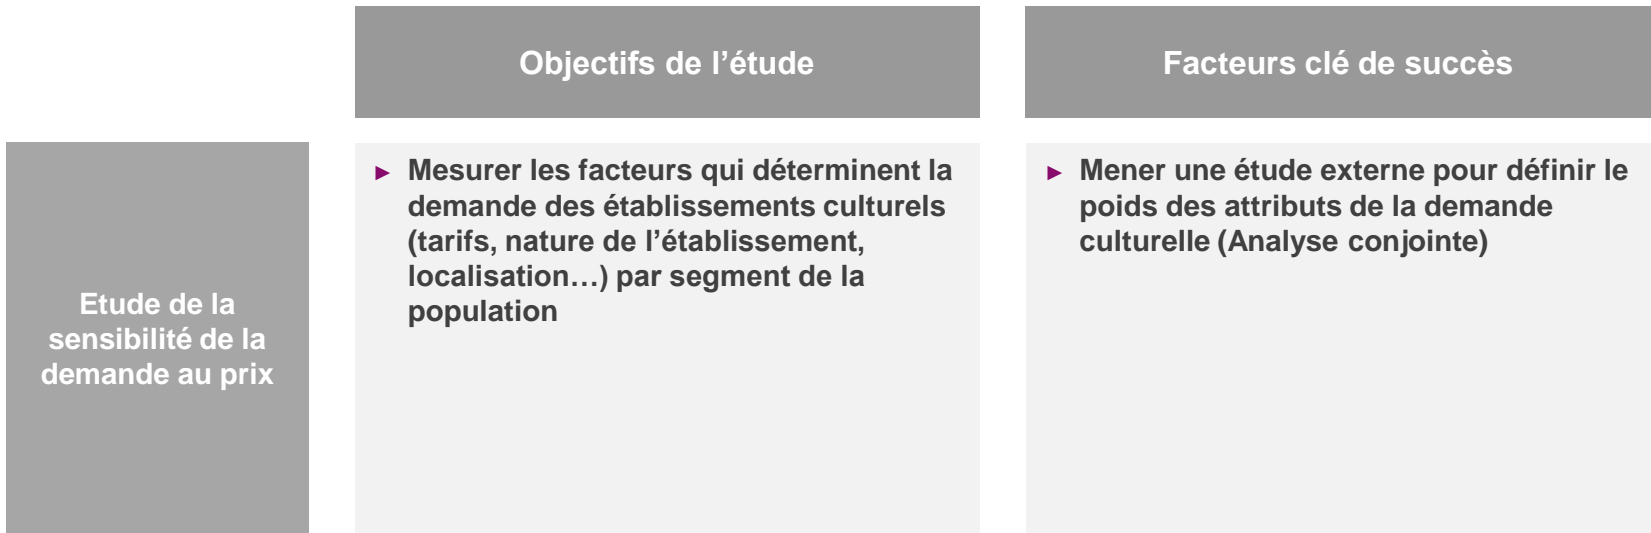 Objectifs de l’étude
Facteurs clé de succès
Etude de la
sensibilité de la
demande au prix
► Mesurer les facteurs qui déterminent la
demande des établissements culturels
(tarifs, nature de l’établissement,
localisation…) par segment de la
population
► Mener une étude externe pour définir le
poids des attributs de la demande
culturelle (Analyse conjointe)